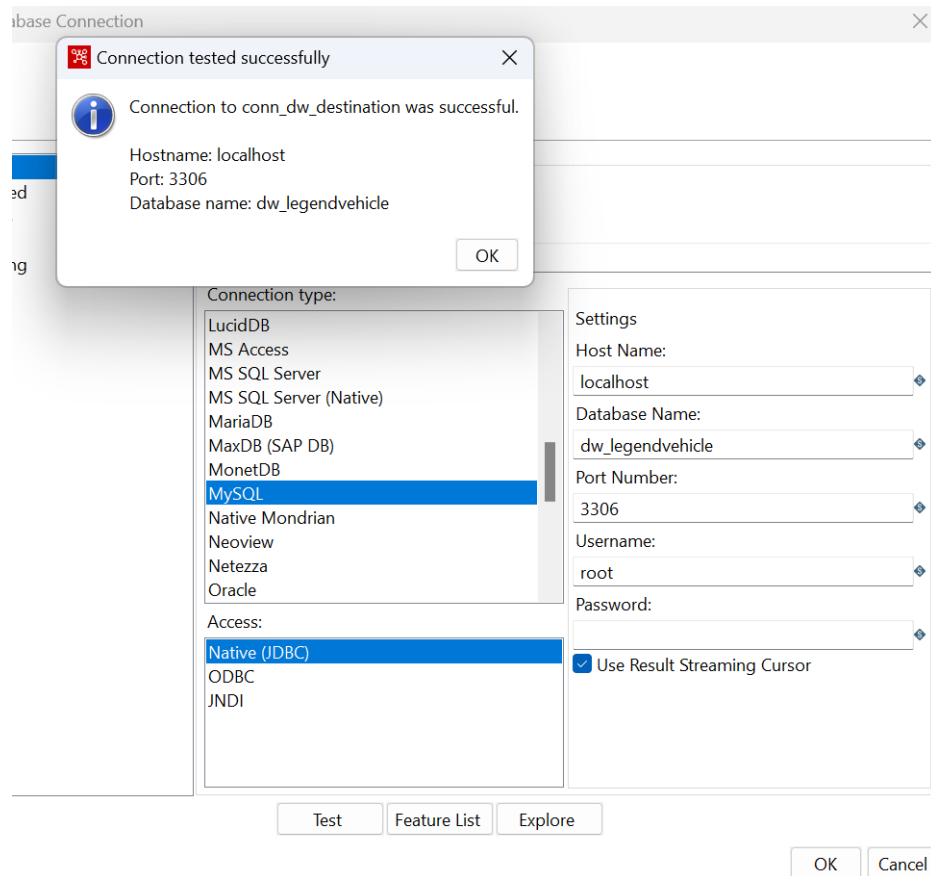 abase Connection
Connection tested successfully
Connection to conn_dw_destination was successful.
Hostname: localhost
Port: 3306
Database name: dw_legendvehicle
OK
ed
ng
Connection type:
LucidDB
MS Access
MS SQL Server
MS SQL Server (Native)
MariaDB
MaxDB (SAP DB)
MonetDB
MySQL
Native Mondrian
Neoview
Netezza
Oracle
Access:
Native (JDBC)
ODBC
JNDI
Settings
Host Name:
localhost
Database Name:
dw_legendvehicle
Port Number:
3306
Username:
root
Password:
Use Result Streaming Cursor
Test
Feature List
Explore
OK
Cancel